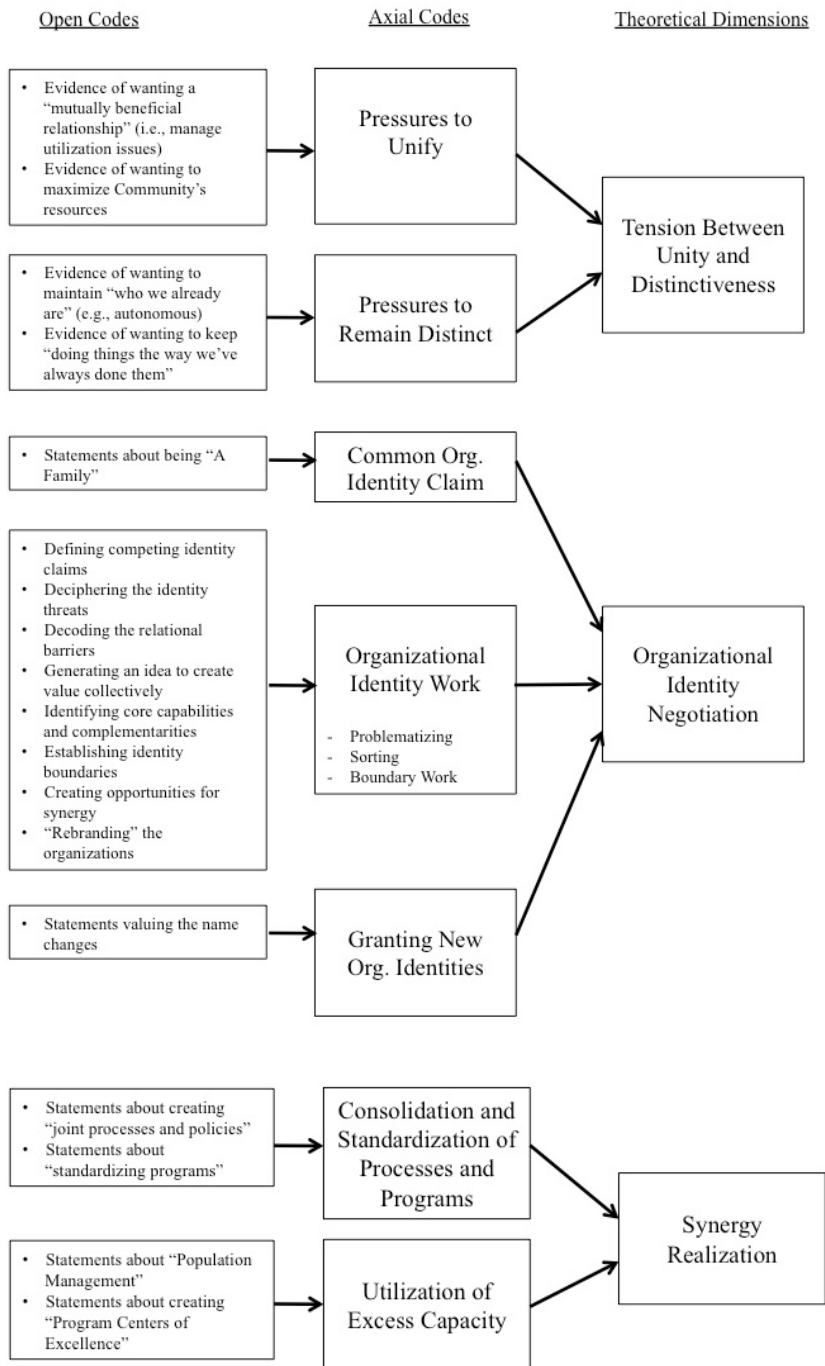 Open Codes
Axial Codes
Theoretical Dimensions
• Evidence of wanting a
“mutually beneficial
relationship” (i.e., manage
utilization issues)
• Evidence of wanting to
maximize Community’s
resources
Pressures to
Unify
• Evidence of wanting to
maintain “who we already
are” (e.g., autonomous)
• Evidence of wanting to keep
“doing things the way we’ve
always done them”
Pressures to
Remain Distinct
Tension Between
Unity and
Distinctiveness
• Statements about being “A
Family”
Common Org.
Identity Claim
• Defining competing identity
claims
• Deciphering the identity
threats
• Decoding the relational
barriers
• Generating an idea to create
value collectively
• Identifying core capabilities
and complementarities
• Establishing identity
boundaries
• Creating opportunities for
synergy
• “Rebranding” the
organizations
Organizational
Identity Work
- Problematizing
- Sorting
- Boundary Work
• Statements valuing the name
changes
Granting New
Org. Identities
Organizational
Identity
Negotiation
• Statements about creating
“joint processes and policies”
• Statements about
“standardizing programs”
Consolidation and
Standardization of
Processes and
Programs
• Statements about “Population
Management”
• Statements about creating
“Program Centers of
Excellence”
Utilization of
Excess Capacity
Synergy
Realization